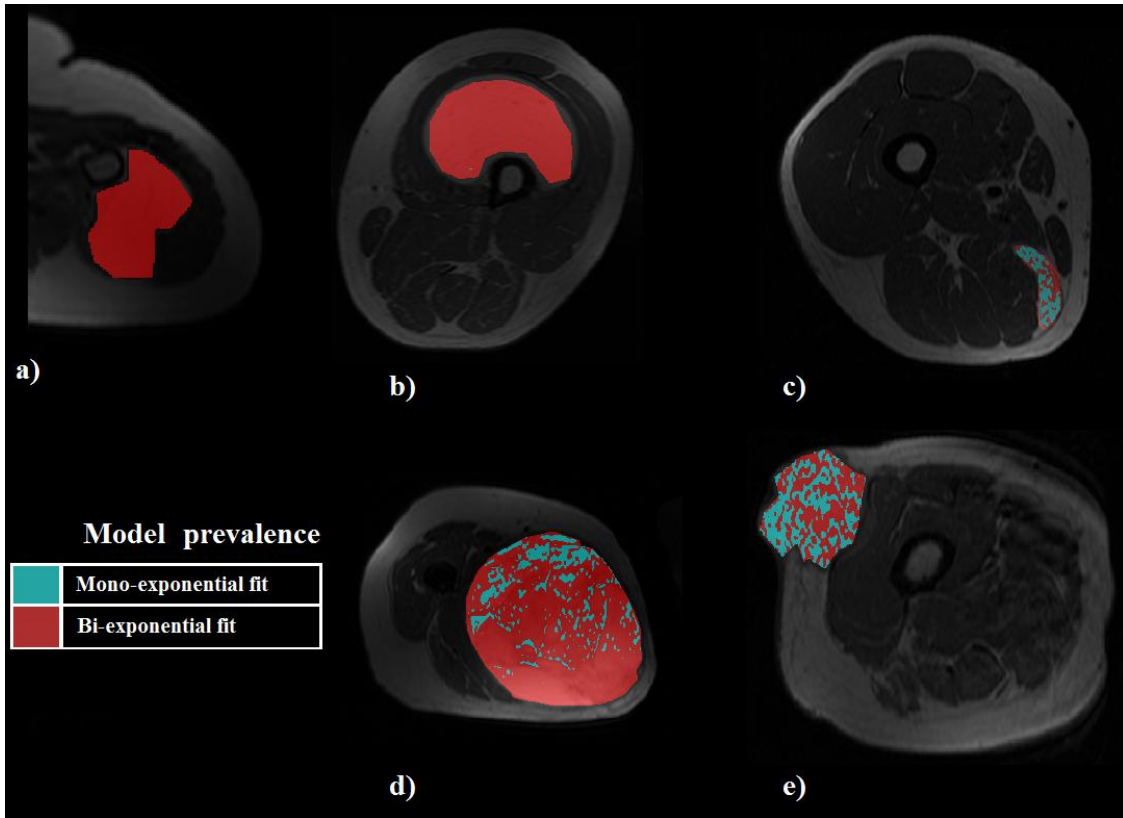 a)
b)
c)
Model prevalence
Mono-exponential fit
Bi-exponential fit
d)
e)